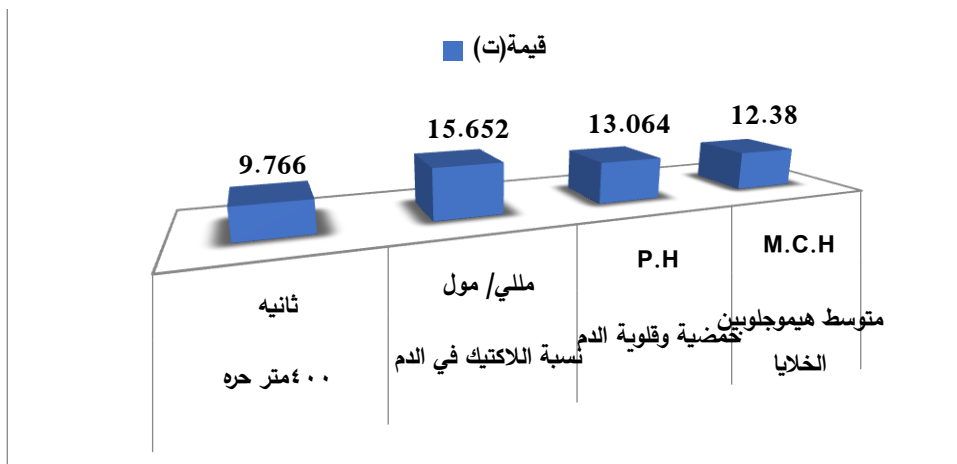 قيمة(ت)
9.766
15.652
13.064
12.38
ثانيه
٤٠٠متر حره
مللي/ مول
نسبة اللاكتيك في الدم
P.H
حمضية وقلوية الدم
M.C.H
متوسط هيموجلوبين
الخلايا